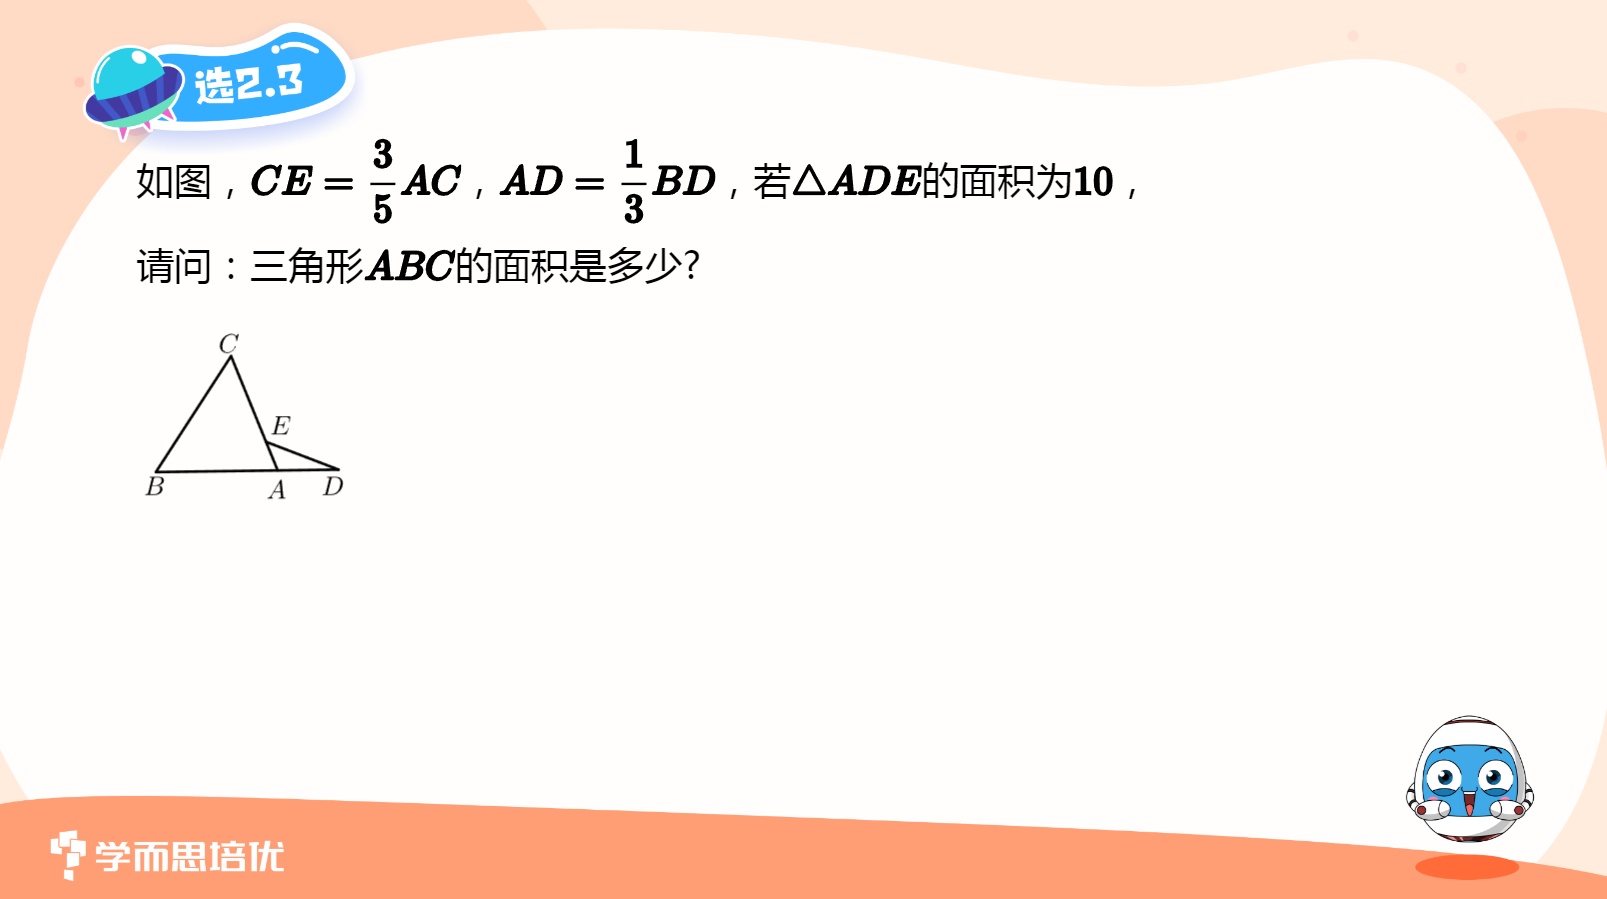 选2.3
如图，CE = 3/5 AC，AD = 1/3 BD，若△ADE的面积为10，
请问：三角形ABC的面积是多少?
C
E
B A D
学而思培优